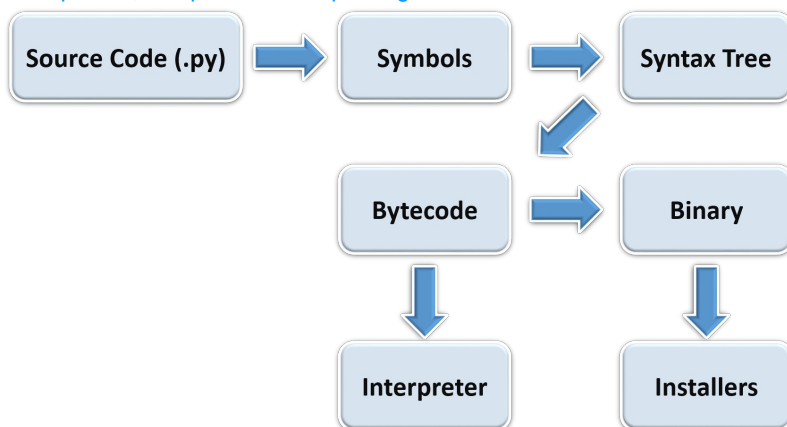 Source Code (.py)
Symbols
Syntax Tree
Bytecode
Binary
Interpreter
Installers